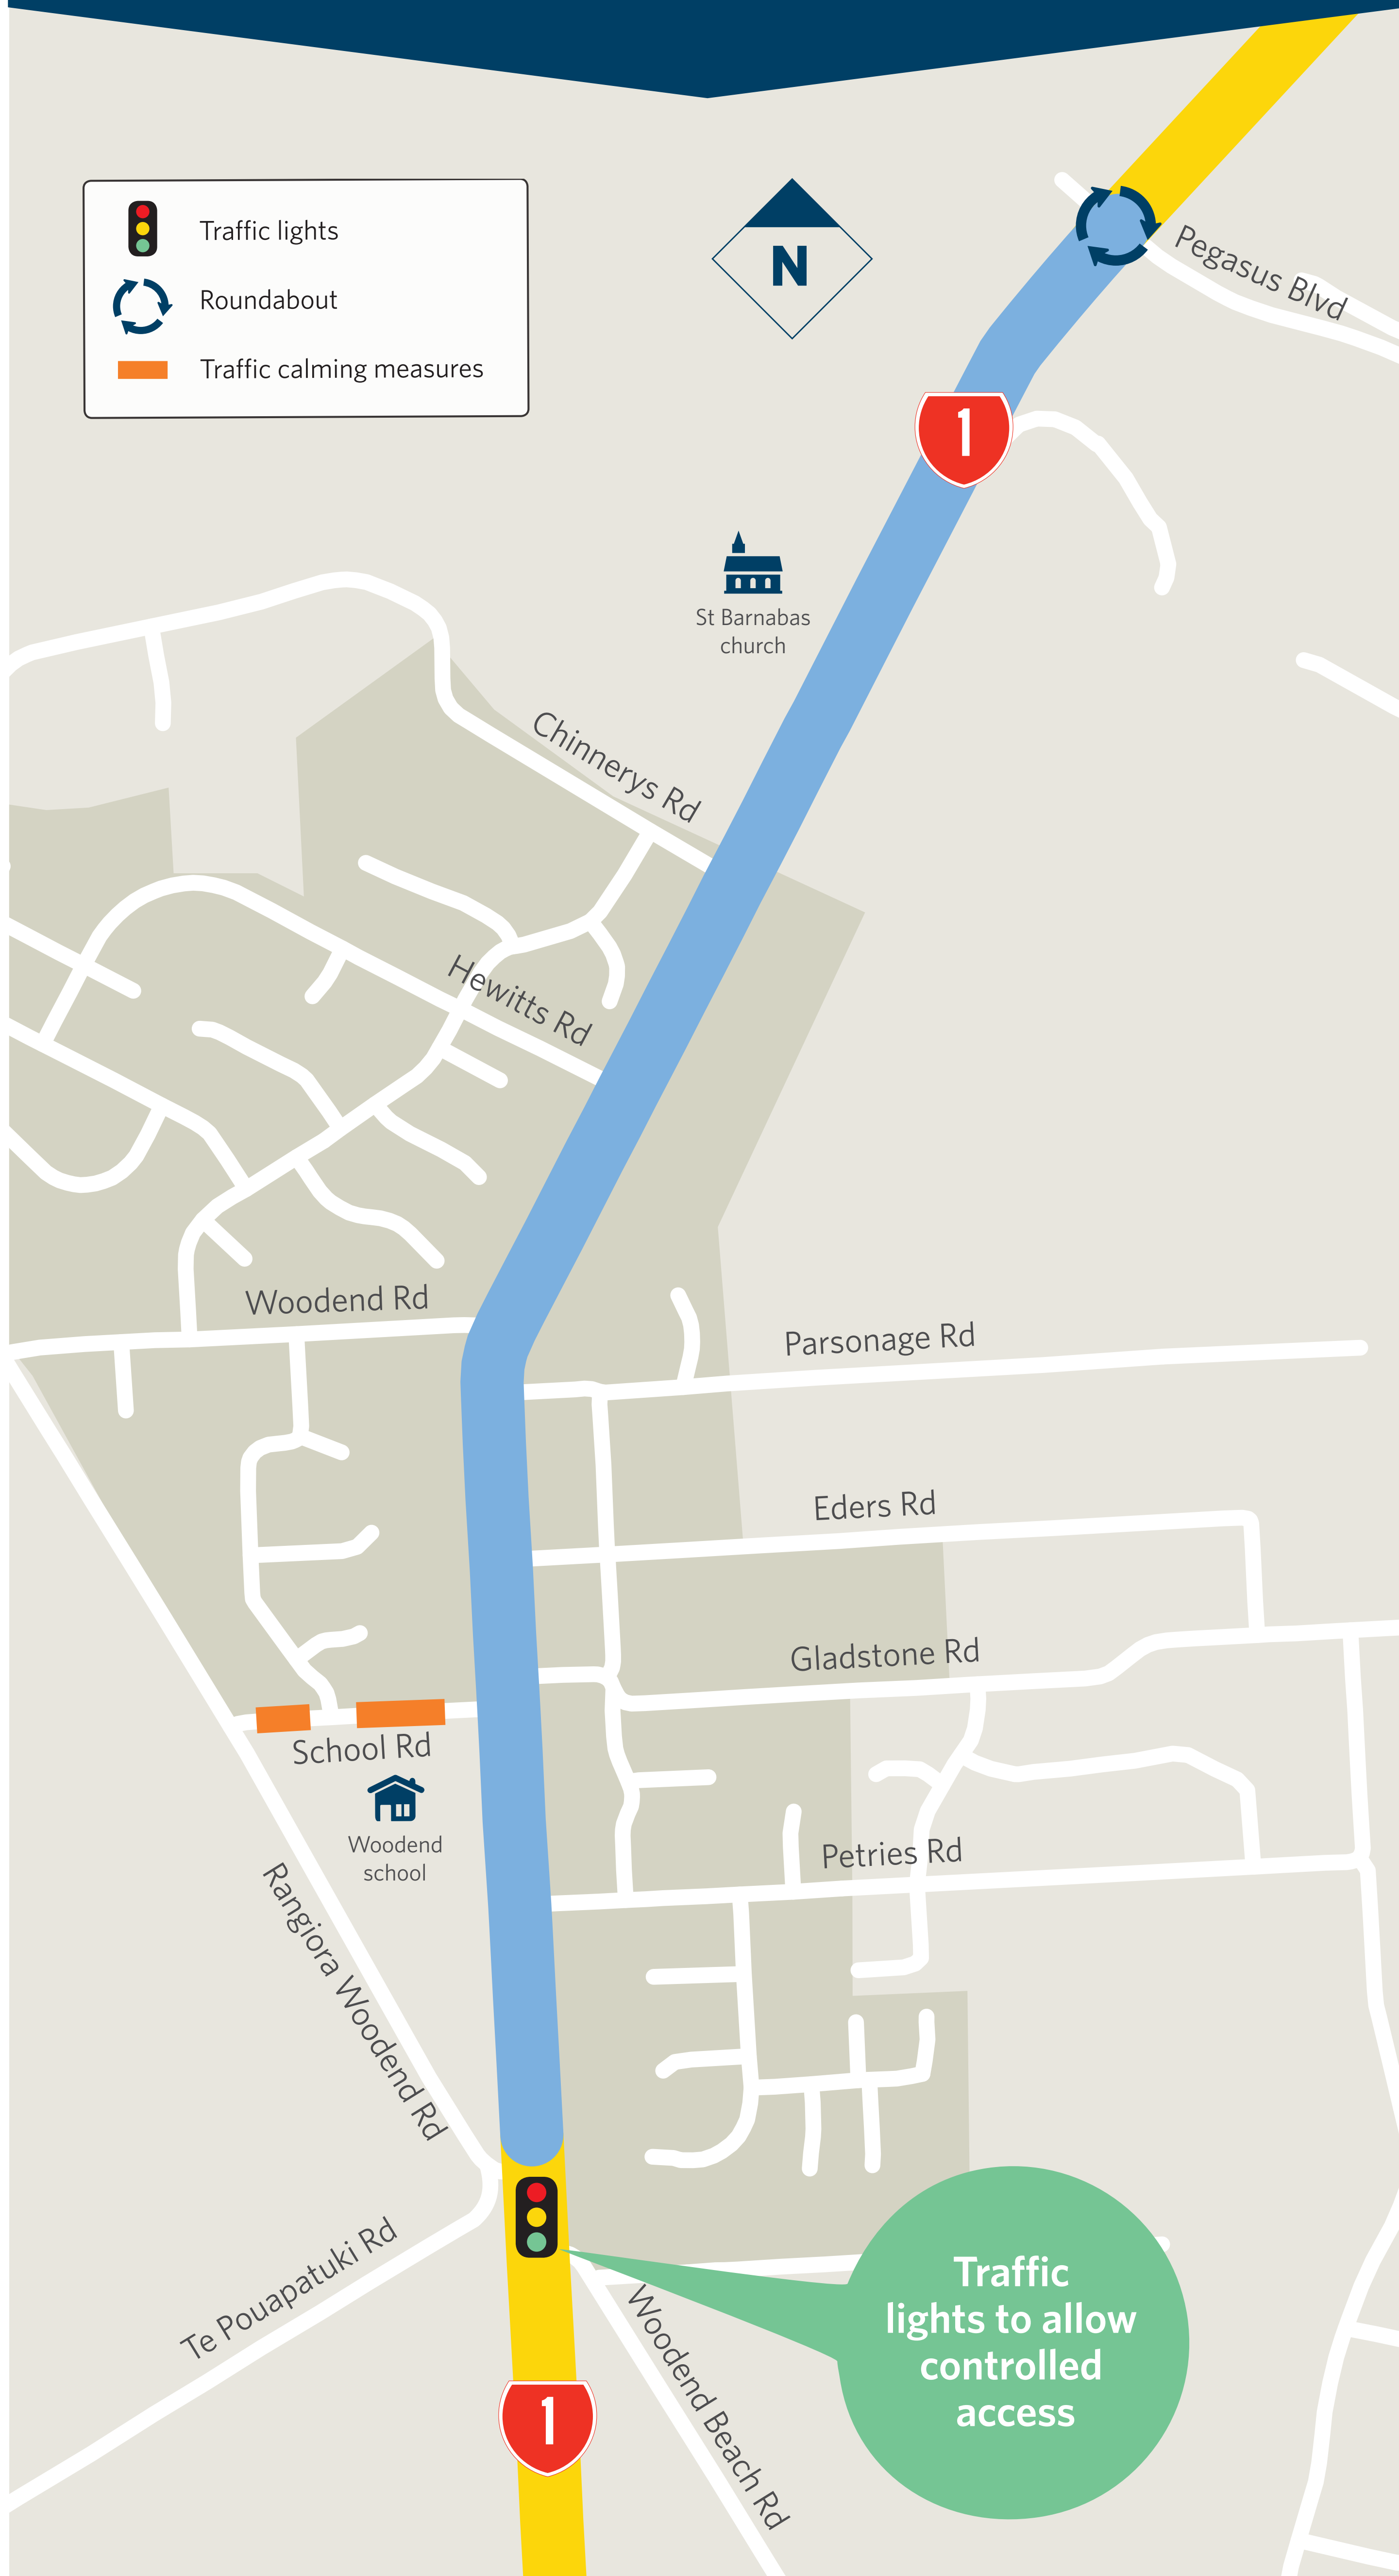 Traffic lights
Roundabout
Traffic calming measures
N
Pegasus Blvd
1
St Barnabas
church
Chinnerys Rd
Hewitts Rd
Woodend Rd
Parsonage Rd
Eders Rd
Gladstone Rd
School Rd
Woodend
school
Petries Rd
Rangiora Woodend Rd
Te Pouapatuki Rd
Woodend Beach Rd
Traffic
lights to allow
controlled
access
1